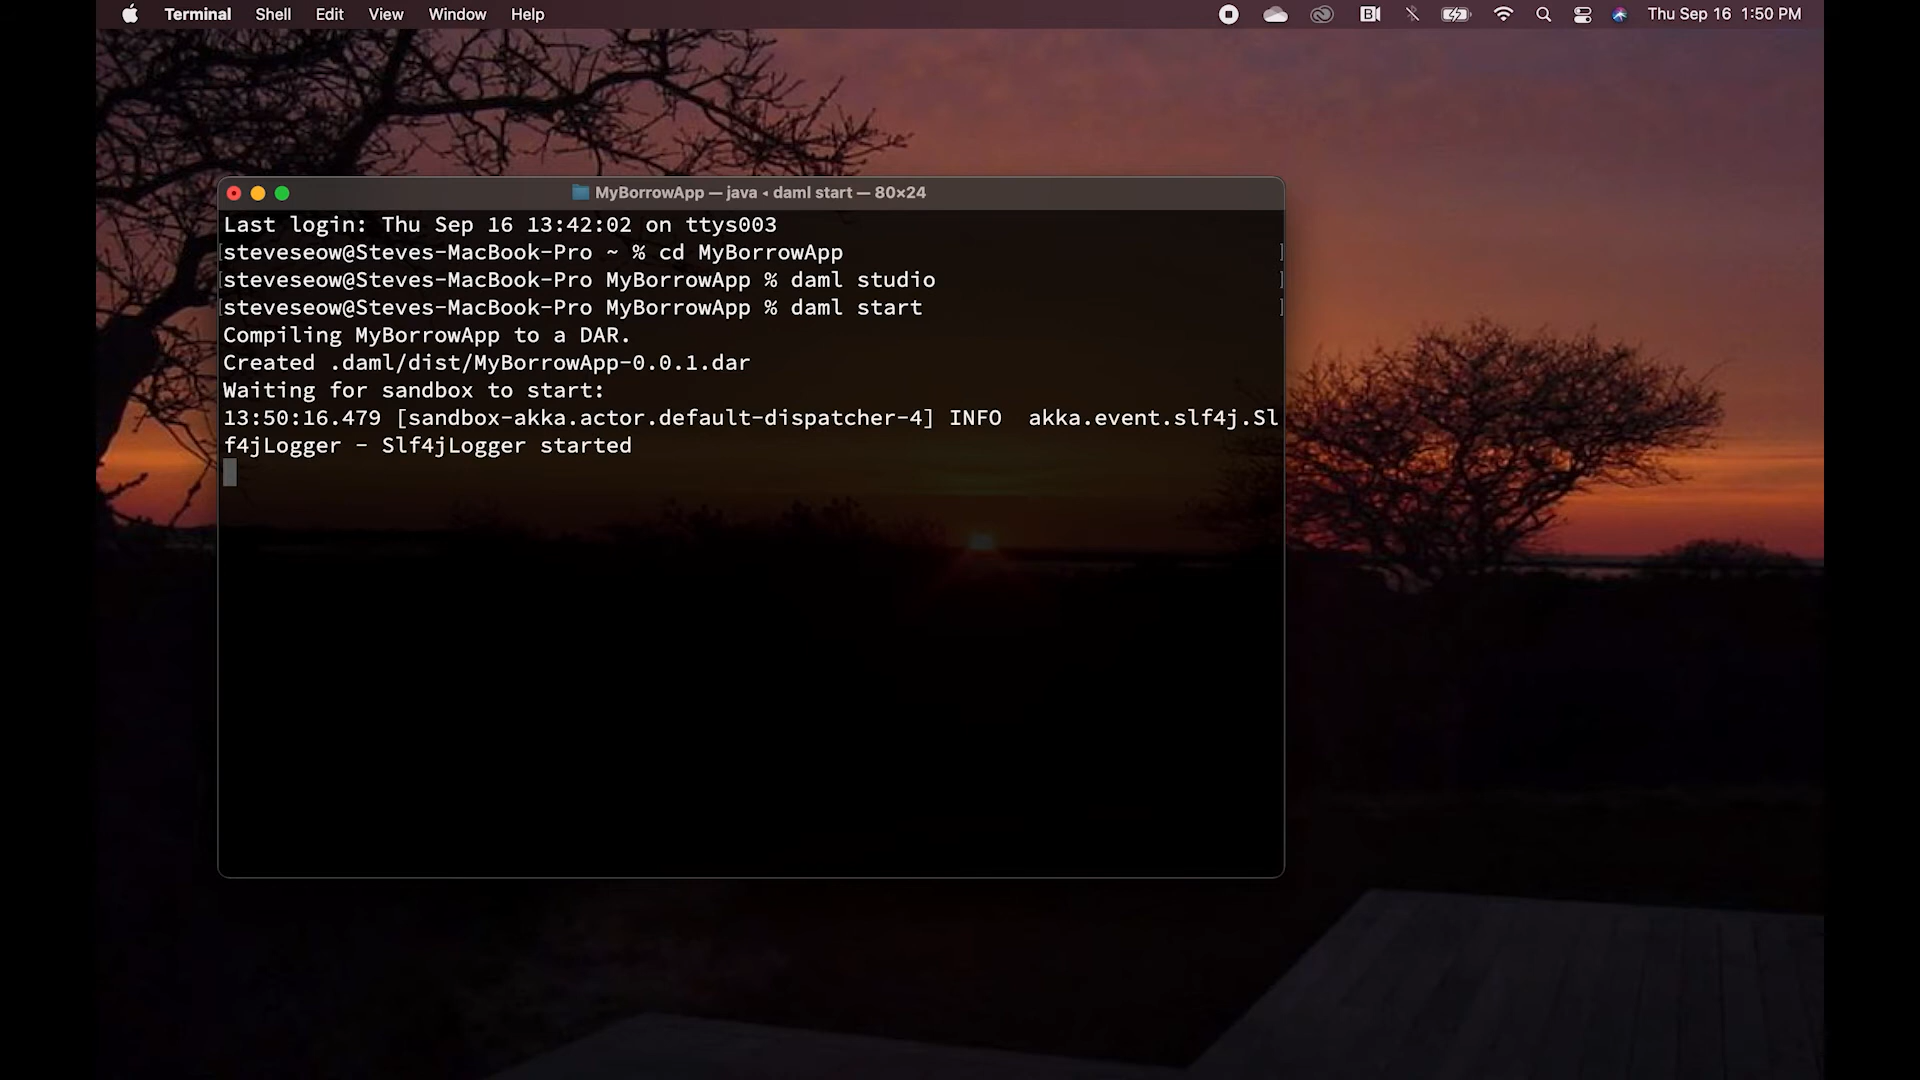 Terminal Shell Edit View Window Help Thu Sep 16 1:50 PM
MyBorrowApp — java ◂ daml start — 80×24
Last login: Thu Sep 16 13:42:02 on ttys003
[steveseow@Steves-MacBook-Pro ~ % cd MyBorrowApp ]
[steveseow@Steves-MacBook-Pro MyBorrowApp % daml studio ]
[steveseow@Steves-MacBook-Pro MyBorrowApp % daml start ]
Compiling MyBorrowApp to a DAR.
Created .daml/dist/MyBorrowApp-0.0.1.dar
Waiting for sandbox to start:
13:50:16.479 [sandbox-akka.actor.default-dispatcher-4] INFO  akka.event.slf4j.Sl
f4jLogger - Slf4jLogger started